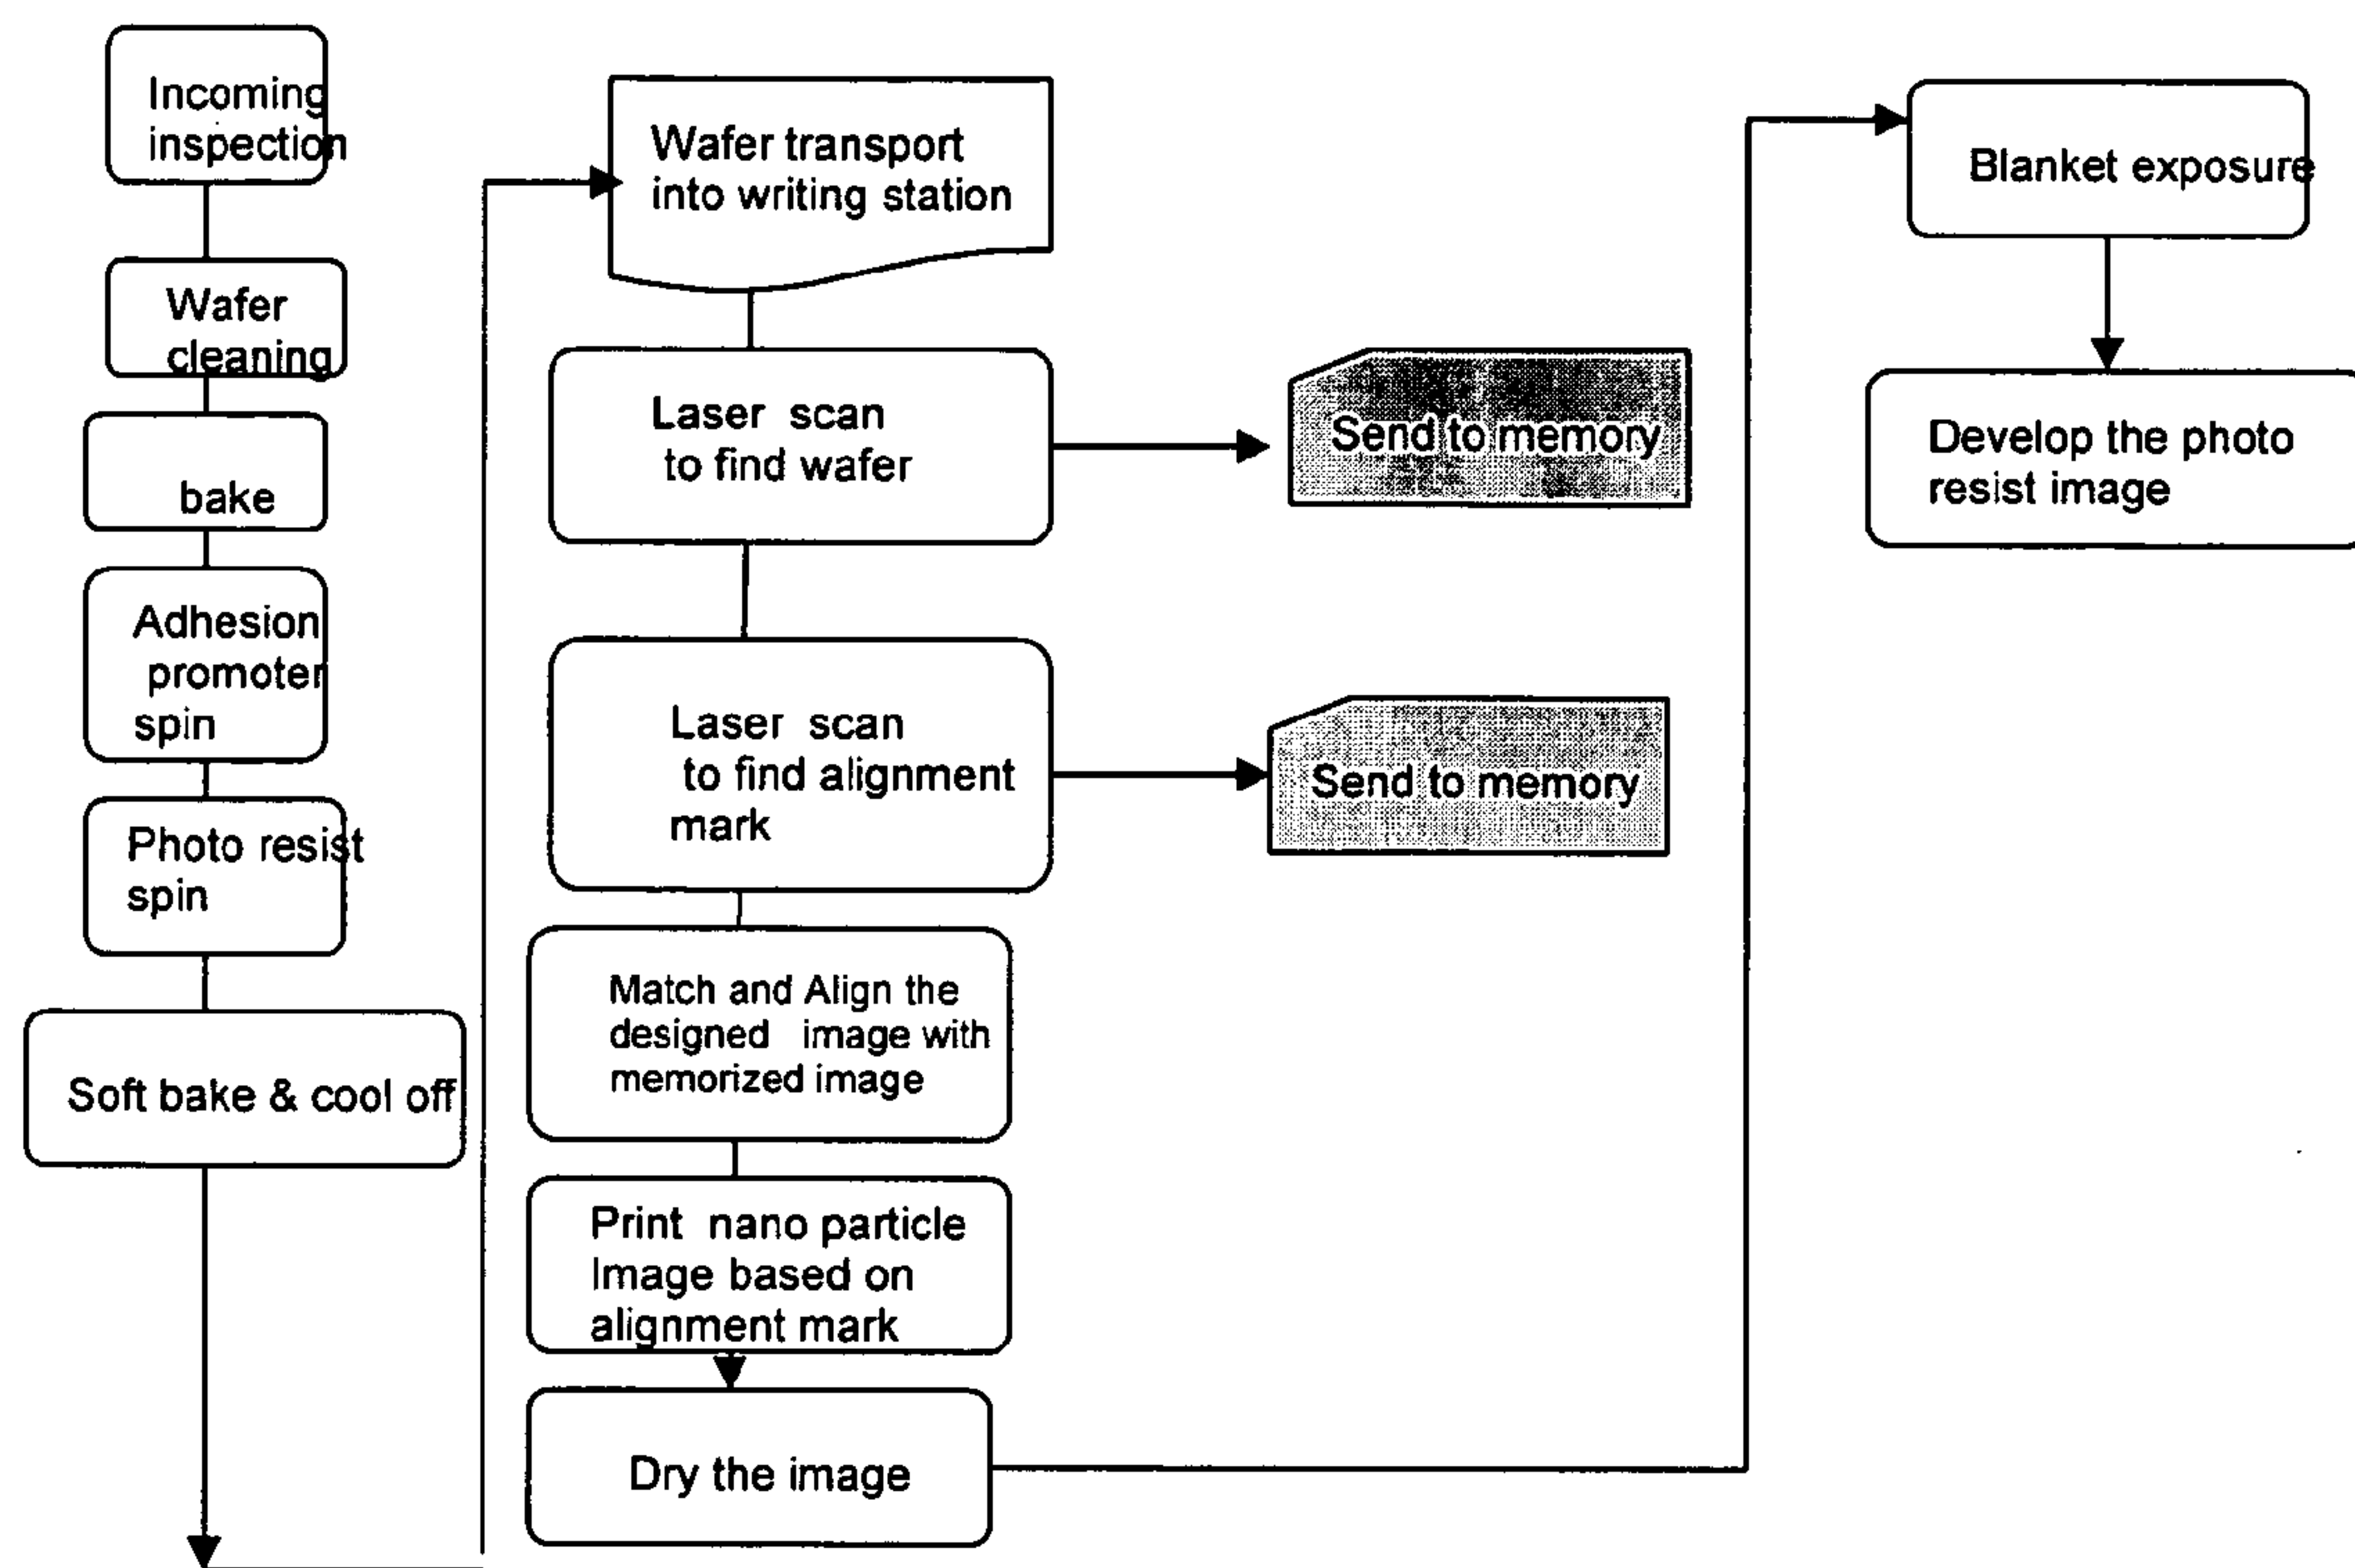 Incoming
inspection
Wafer
cleaning
bake
Adhesion
promoter
spin
Photo resist
spin
Soft bake & cool off
Wafer transport
into writing station
Laser scan
to find wafer
Send to memory
Laser scan
to find alignment
mark
Send to memory
Match and Align the
designed image with
memorized image
Print nano particle
Image based on
alignment mark
Dry the image
Blanket exposure
Develop the photo
resist image